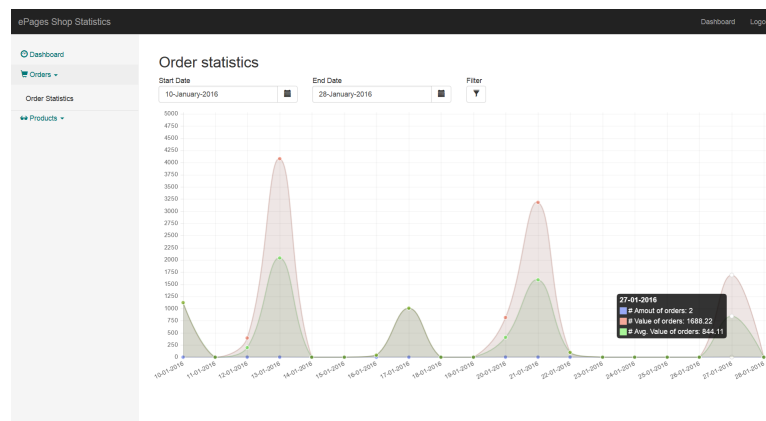 ePages Shop Statistics
Dashboard Logo
Dashboard
Orders
Order Statistics
Products
Order statistics
Start Date End Date Filter
10-January-2016 28-January-2016
5000
4750
4500
4250
4000
3750
3500
3250
3000
2750
2500
2250
2000
1750
1500
1250
1000
750
500
250
0
27-01-2016
# Amout of orders: 2
# Value of orders: 1688.22
# Avg. Value of orders: 844.11
10-01-2016 11-01-2016 12-01-2016 13-01-2016 14-01-2016 15-01-2016 16-01-2016 17-01-2016 18-01-2016 19-01-2016 20-01-2016 21-01-2016 22-01-2016 23-01-2016 24-01-2016 25-01-2016 26-01-2016 27-01-2016 28-01-2016